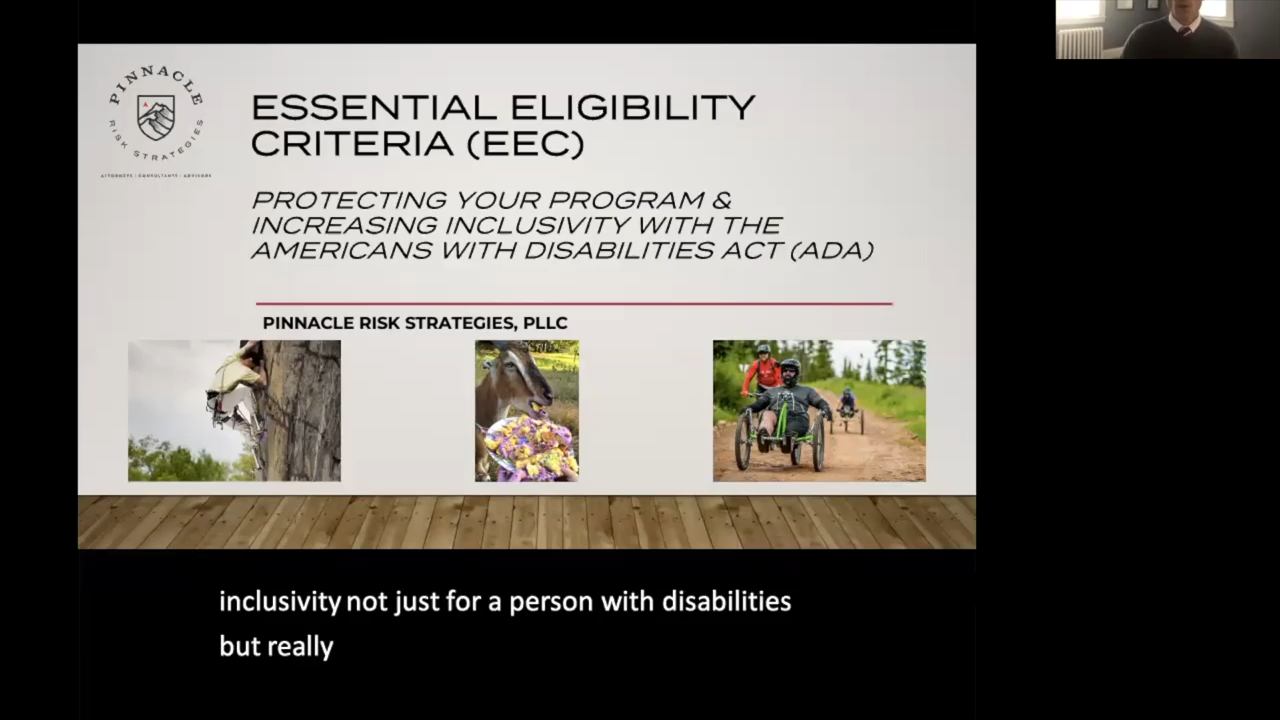 PINNACLE
RISK STRATEGIES
ATTORNEYS | CONSULTANTS | ADVISORS
ESSENTIAL ELIGIBILITY
CRITERIA (EEC)
PROTECTING YOUR PROGRAM &
INCREASING INCLUSIVITY WITH THE
AMERICANS WITH DISABILITIES ACT (ADA)
PINNACLE RISK STRATEGIES, PLLC
inclusivity not just for a person with disabilities
but really